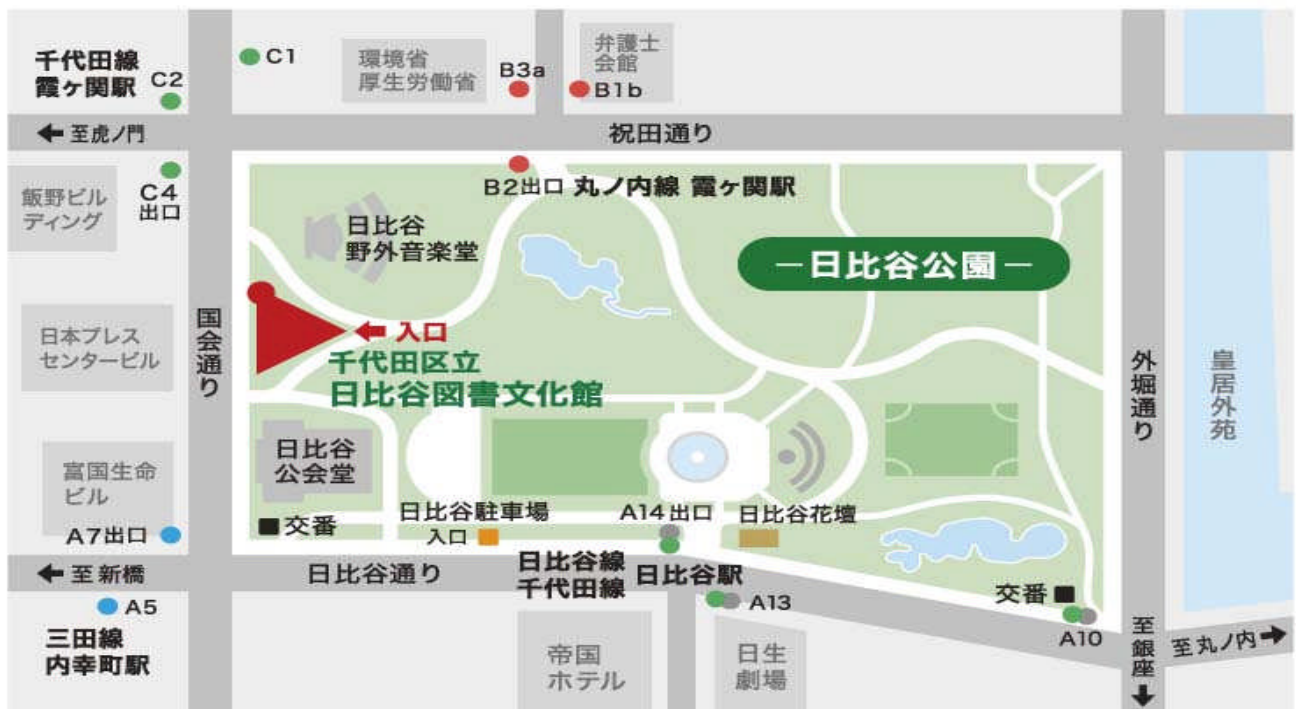 千代田線
霞ヶ関駅
C2
C1
環境省
厚生労働省
B3a
弁護士
会館
B1b
←至虎ノ門
祝田通り
飯野ビル
ディング
C4
出口
B2出口 丸ノ内線 霞ヶ関駅
日比谷
野外音楽堂
－日比谷公園－
日本プレス
センタービル
国会通り
←入口
千代田区立
日比谷図書文化館
外堀通り
皇居外苑
富国生命
ビル
日比谷
公会堂
A7出口
■交番
日比谷駐車場
入口
A14出口
日比谷花壇
←至新橋
日比谷通り
日比谷線
千代田線
日比谷駅
交番■
A5
A13
A10
三田線
内幸町駅
帝国
ホテル
日生
劇場
至銀座↓
至丸ノ内→